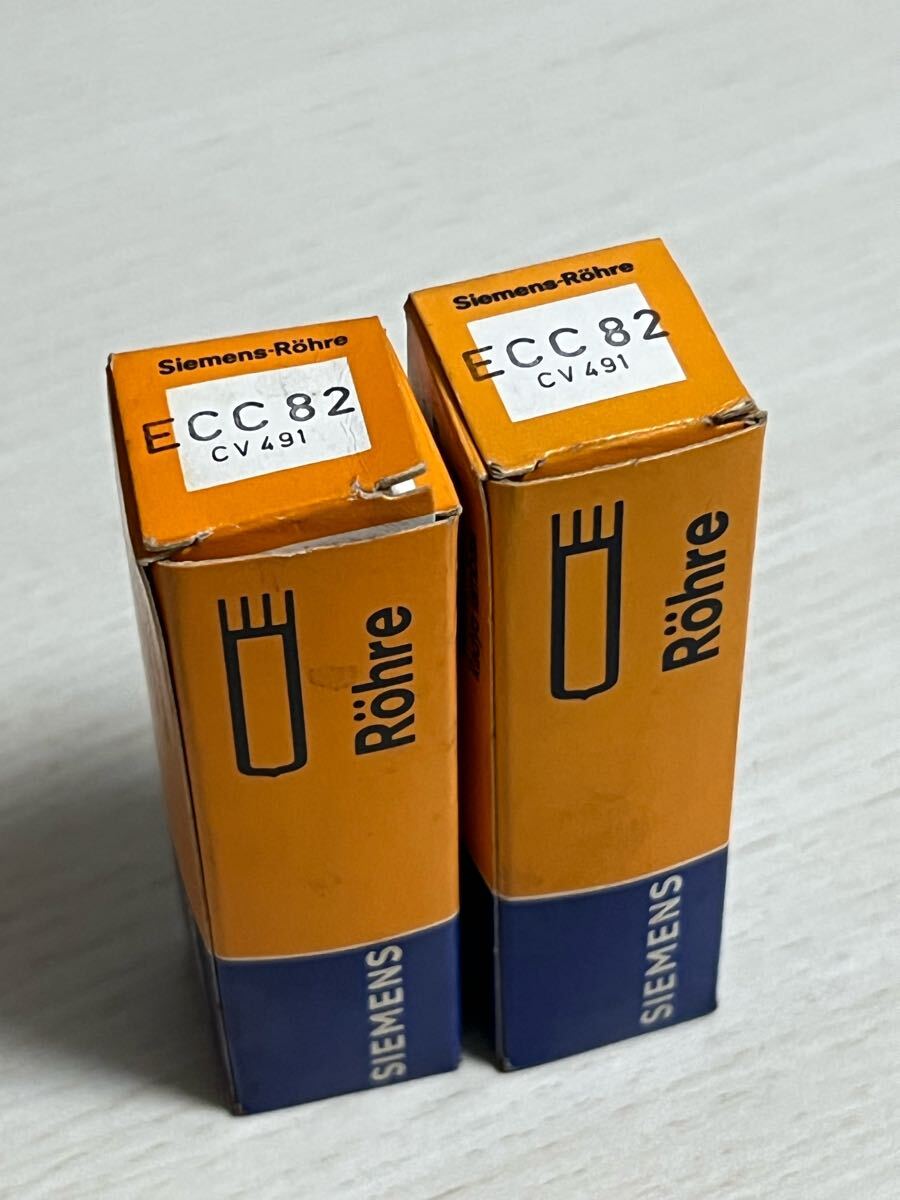 Siemens-Röhre
ECC 82
CV 491
Röhre
SIEMENS
Siemens-Röhre
ECC 82
CV 491
Röhre
SIEMENS